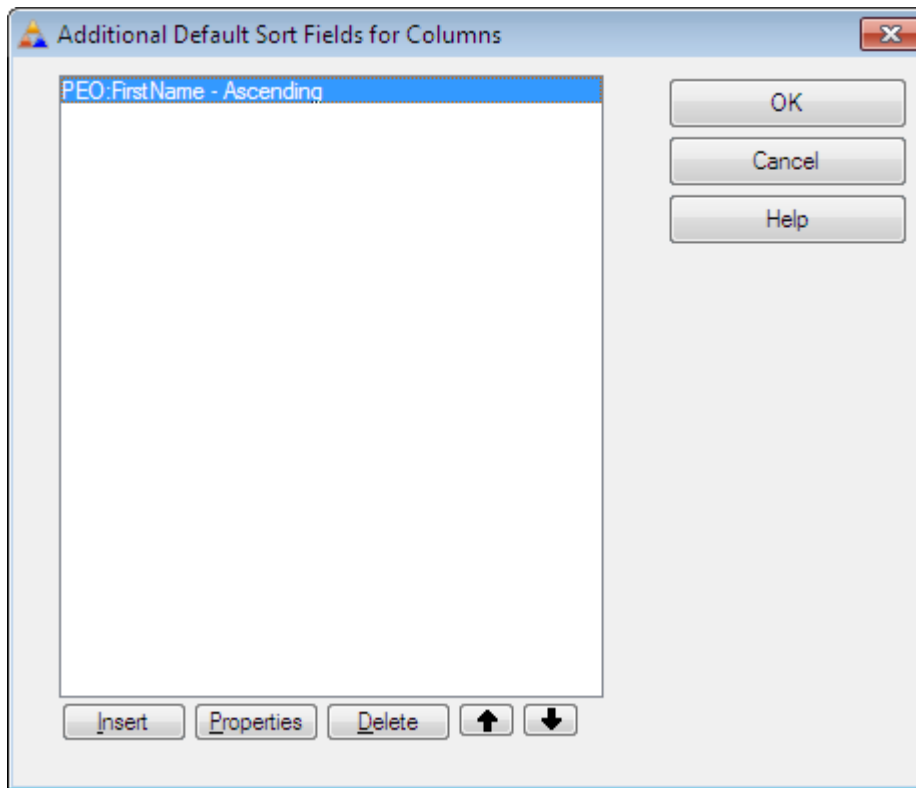 Additional Default Sort Fields for Columns
PEO:FirstName - Ascending
OK
Cancel
Help
Insert
Properties
Delete